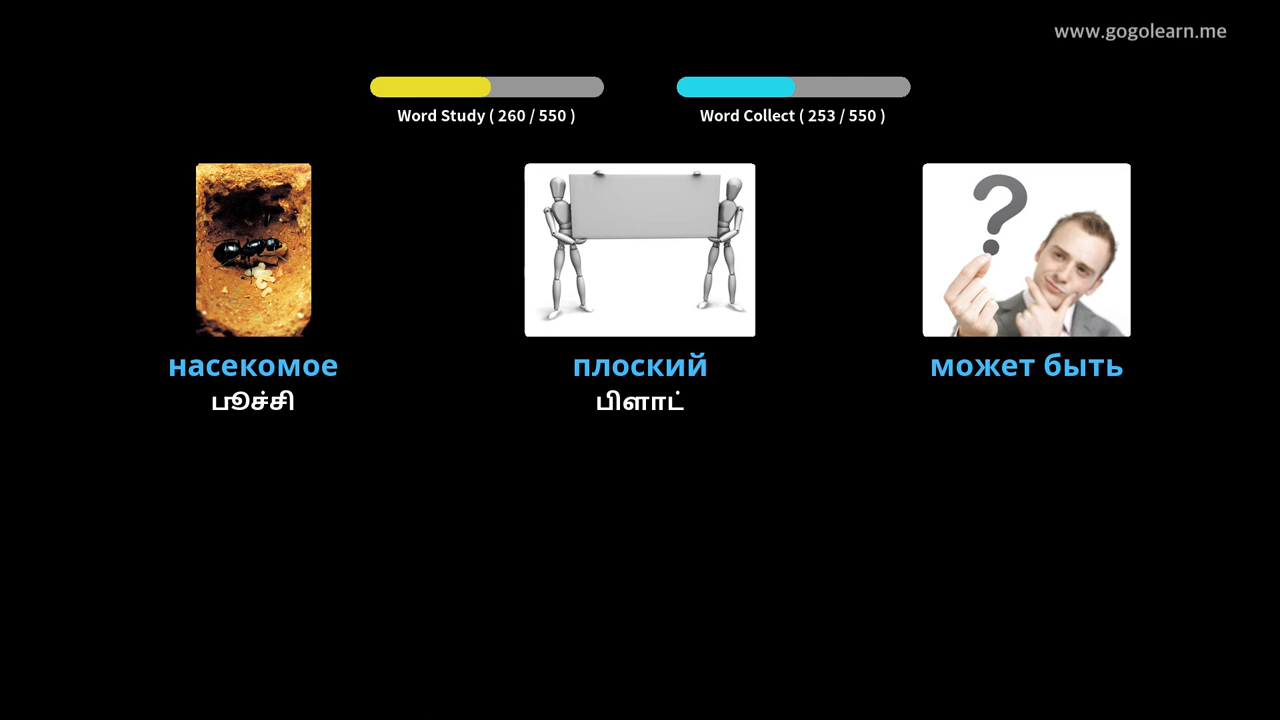 www.gogolearn.me
Word Study ( 260 / 550 )
Word Collect ( 253 / 550 )
насекомое
பூச்சி
плоский
பிளாட்
может быть